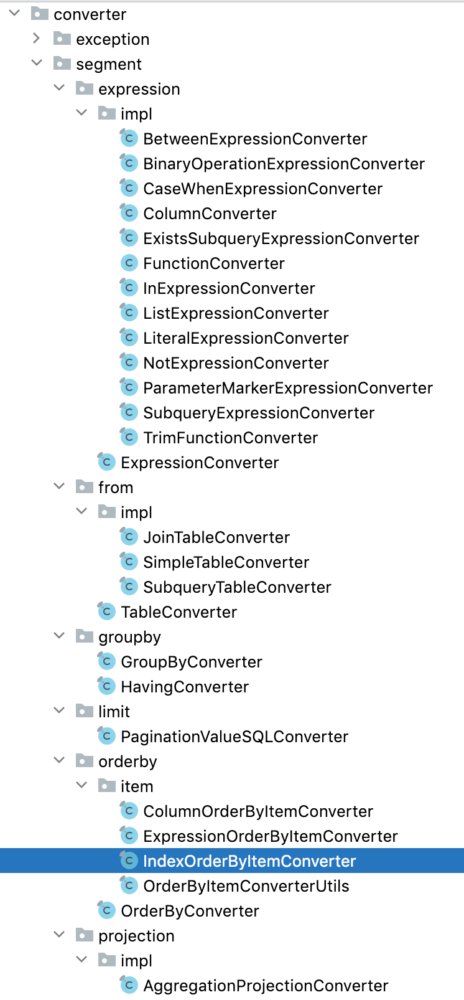 converter
exception
segment
expression
impl
C BetweenExpressionConverter
C BinaryOperationExpressionConverter
C CaseWhenExpressionConverter
C ColumnConverter
C ExistsSubqueryExpressionConverter
C FunctionConverter
C InExpressionConverter
C ListExpressionConverter
C LiteralExpressionConverter
C NotExpressionConverter
C ParameterMarkerExpressionConverter
C SubqueryExpressionConverter
C TrimFunctionConverter
C ExpressionConverter
from
impl
C JoinTableConverter
C SimpleTableConverter
C SubqueryTableConverter
C TableConverter
groupby
C GroupByConverter
C HavingConverter
limit
C PaginationValueSQLConverter
orderby
item
C ColumnOrderByItemConverter
C ExpressionOrderByItemConverter
C IndexOrderByItemConverter
C OrderByItemConverterUtils
C OrderByConverter
projection
impl
C AggregationProjectionConverter